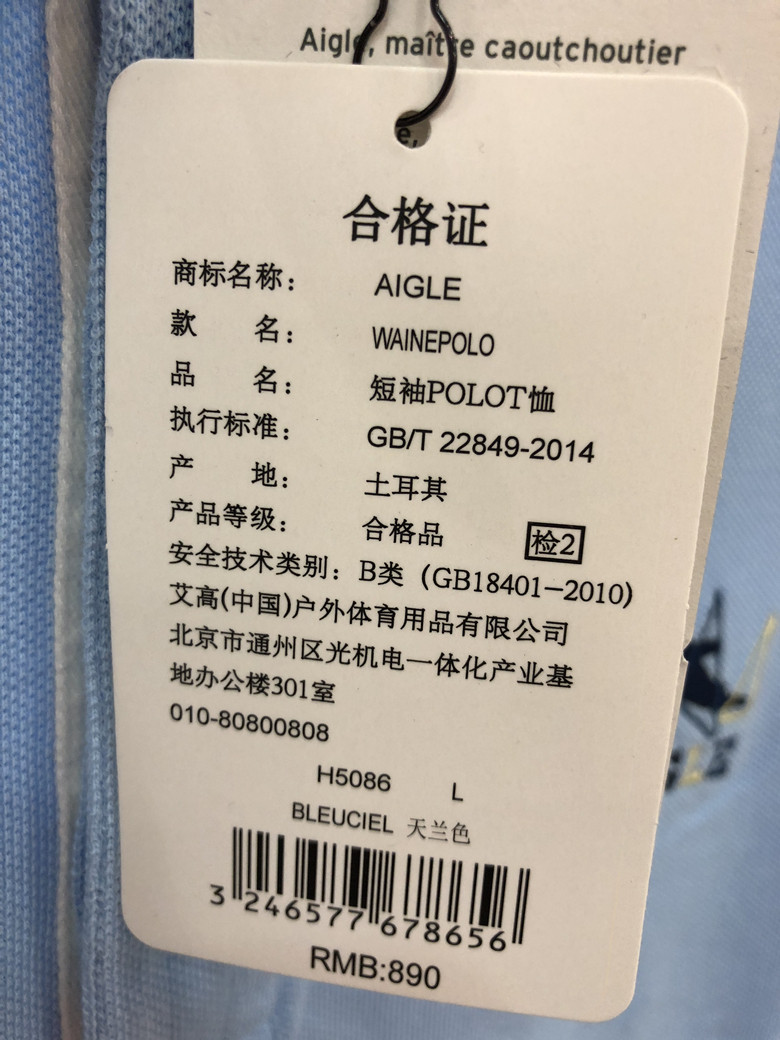 Aigle, maître caoutchoutier
合格证
商标名称： AIGLE
款 名： WAINEPOLO
品 名： 短袖POLOT恤
执行标准： GB/T 22849-2014
产 地： 土耳其
产品等级： 合格品 检2
安全技术类别：B类（GB18401-2010)
艾高(中国)户外体育用品有限公司
北京市通州区光机电一体化产业基
地办公楼301室
010-80800808
H5086 L
BLEUCIEL 天兰色
3 246577 678656
RMB:890